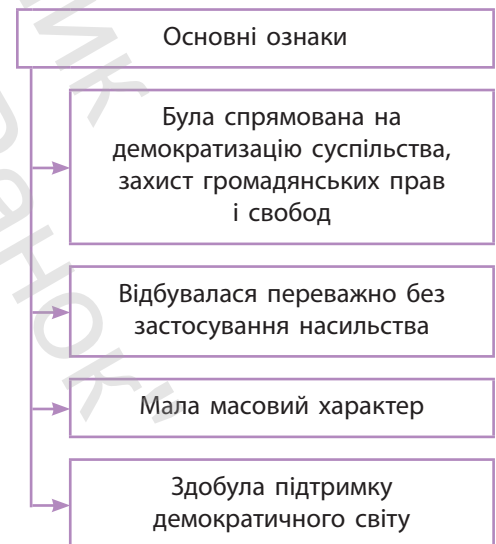 Основні ознаки
Була спрямована на
демократизацію суспільства,
захист громадянських прав
і свобод
Відбувалася переважно без
застосування насильства
Мала масовий характер
Здобула підтримку
демократичного світу